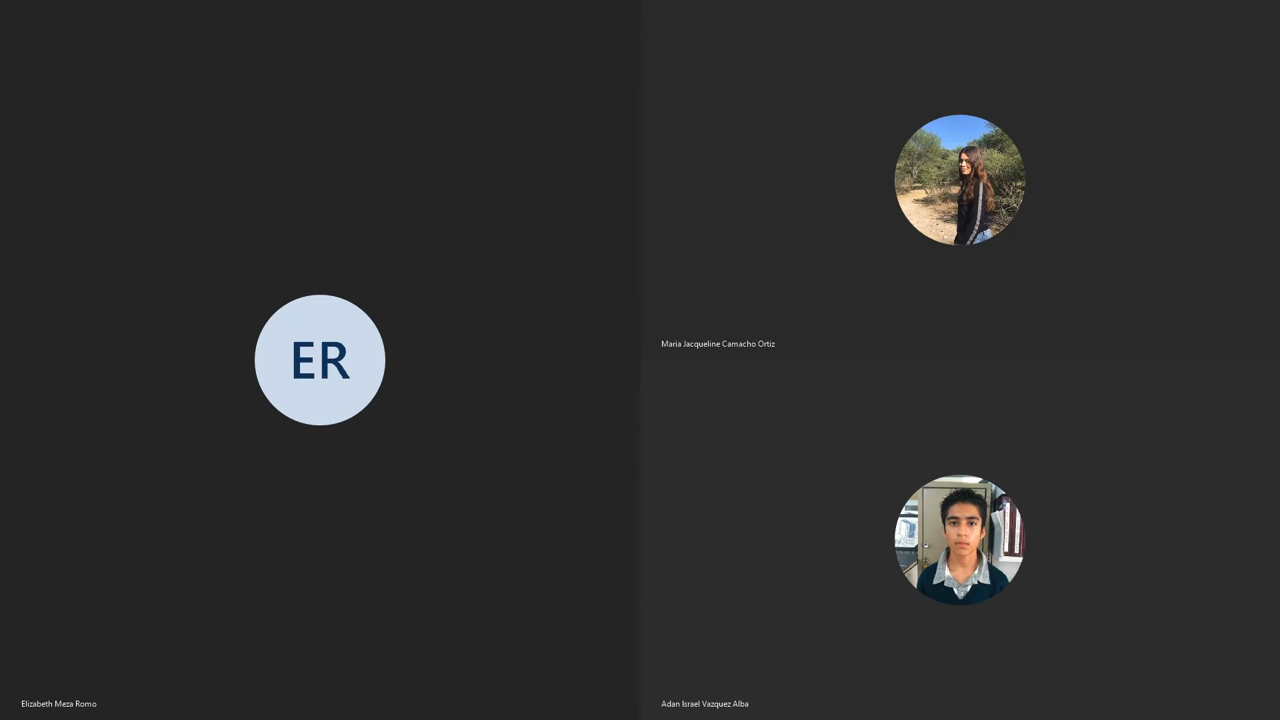 ER
Elizabeth Meza Romo
Maria Jacqueline Camacho Ortiz
Adan Israel Vazquez Alba